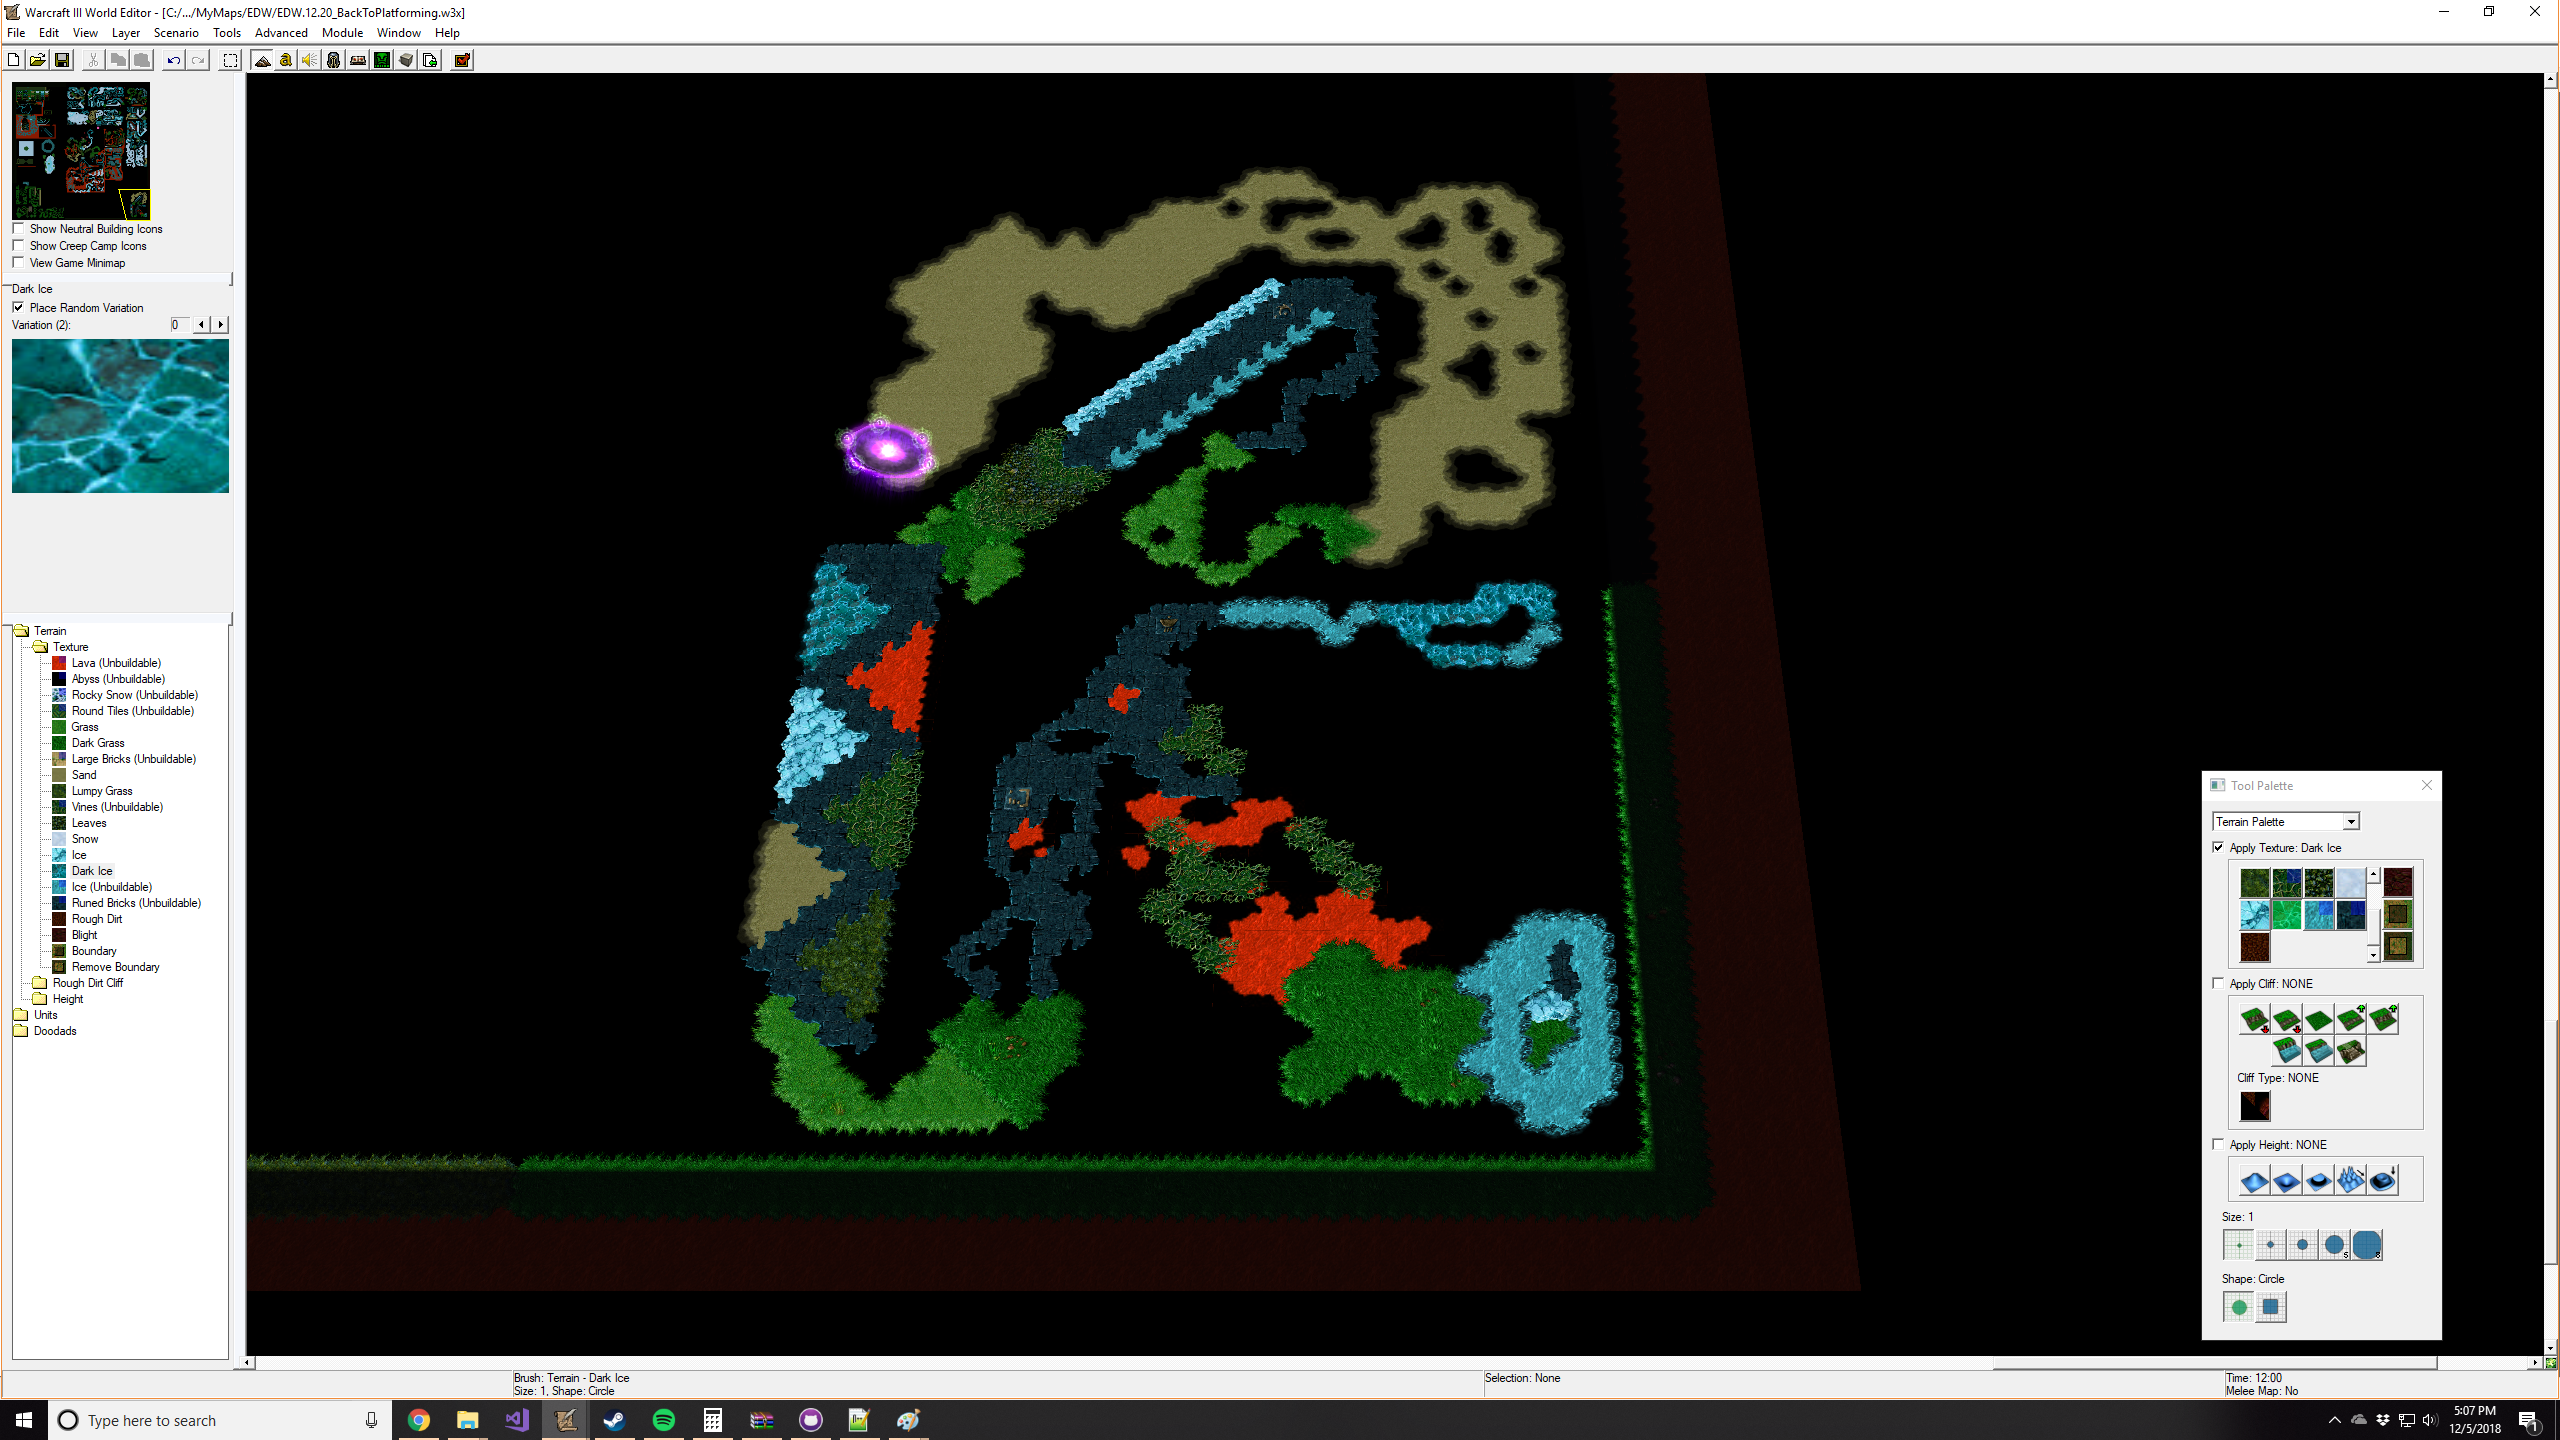 Warcraft III World Editor - [C:/.../MyMaps/EDW/EDW.12.20_BackToPlatforming.w3x]
File Edit View Layer Scenario Tools Advanced Module Window Help
Show Neutral Building Icons
Show Creep Camp Icons
View Game Minimap
Dark Ice
Place Random Variation
Variation (2): 0
Terrain
Texture
Lava (Unbuildable)
Abyss (Unbuildable)
Rocky Snow (Unbuildable)
Round Tiles (Unbuildable)
Grass
Dark Grass
Large Bricks (Unbuildable)
Sand
Lumpy Grass
Vines (Unbuildable)
Leaves
Snow
Ice
Dark Ice
Ice (Unbuildable)
Runed Bricks (Unbuildable)
Rough Dirt
Blight
Boundary
Remove Boundary
Rough Dirt Cliff
Height
Units
Doodads
Tool Palette
Terrain Palette
Apply Texture: Dark Ice
Apply Cliff: NONE
Cliff Type: NONE
Apply Height: NONE
Size: 1
5 8
Shape: Circle
Brush: Terrain - Dark Ice
Size: 1, Shape: Circle
Selection: None
Time: 12:00
Melee Map: No
Type here to search
5:07 PM
12/5/2018
1